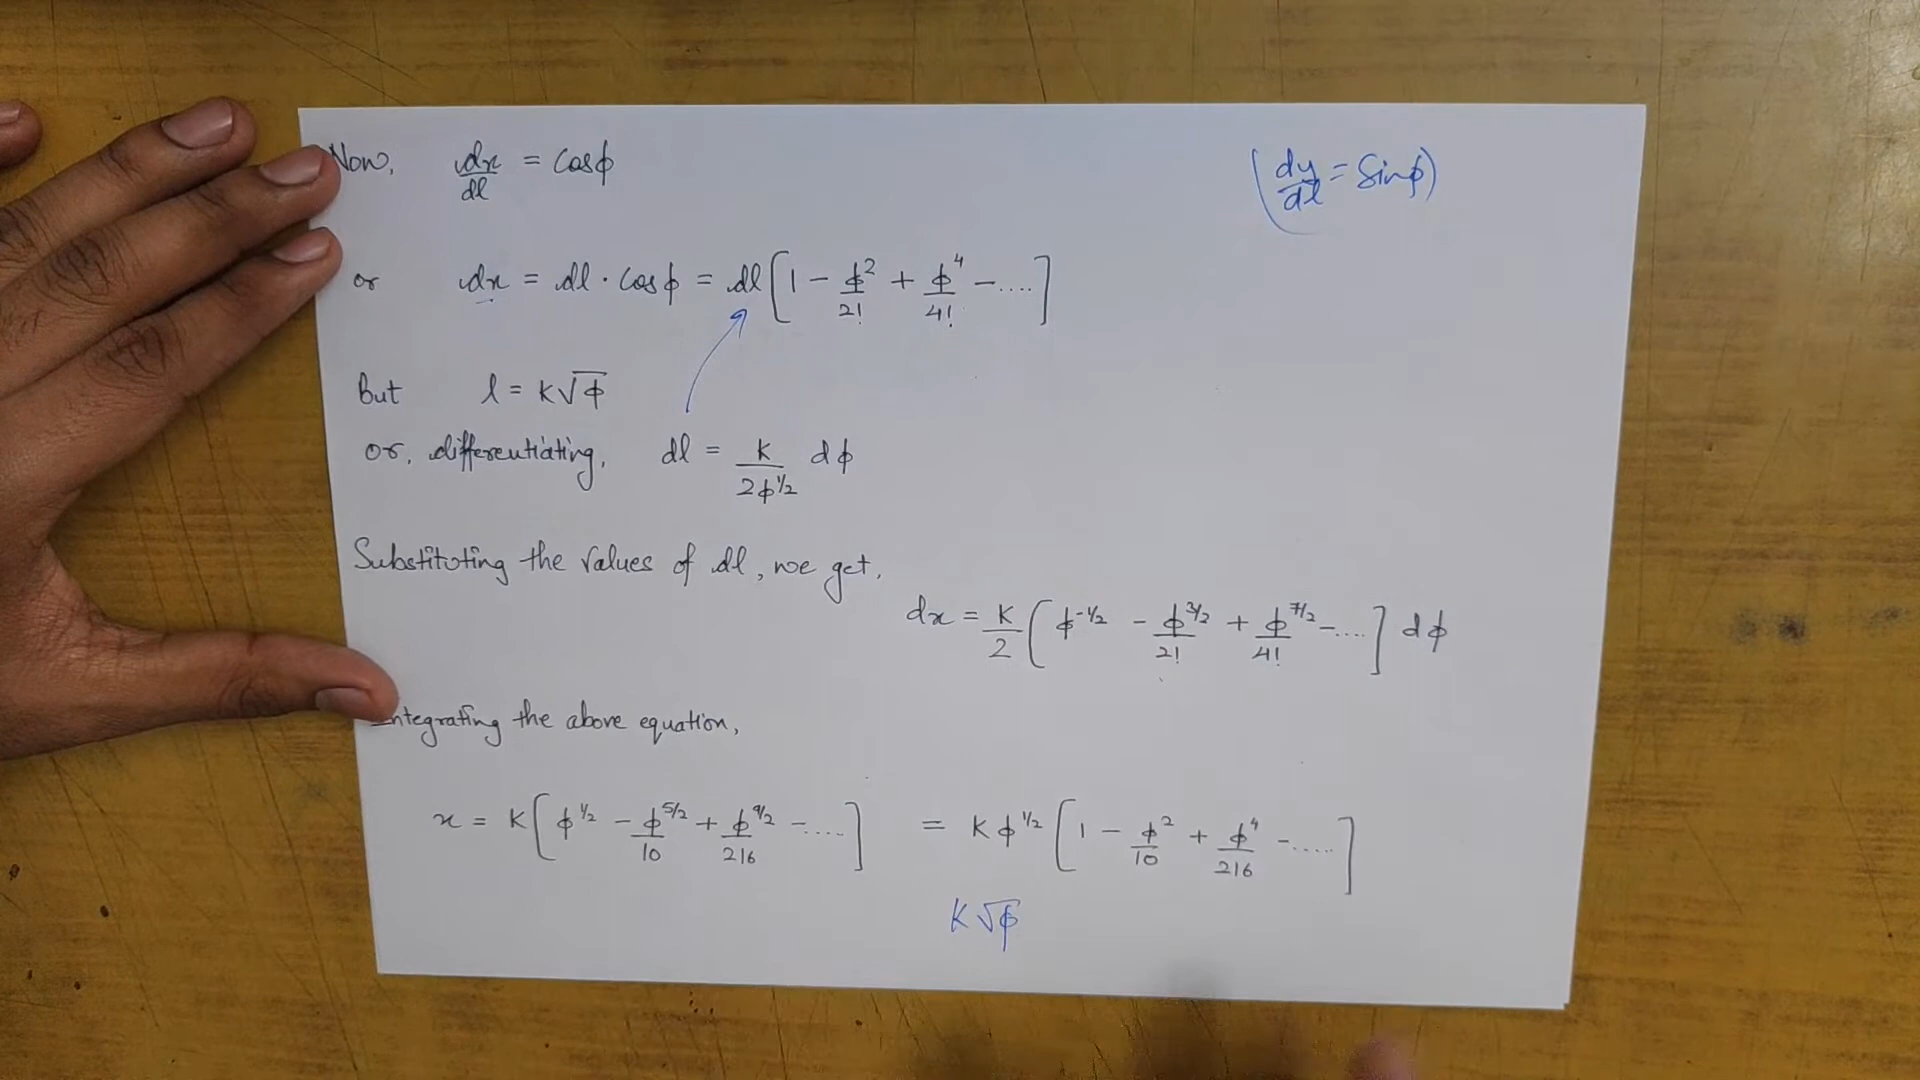 Now, dx/dl = Cosϕ (dy/dl = Sinϕ)
or dx = dl · Cosϕ = dl [1 − ϕ²/2! + ϕ⁴/4! − ....]
But l = K√ϕ
or, differentiating, dl = K/2ϕ^½ dϕ
Substituting the values of dl, we get,
dx = K/2 ( ϕ^-1/2 − ϕ^3/2/2! + ϕ^7/2/4! − .... ] dϕ
Integrating the above equation,
x = K [ ϕ^1/2 − ϕ^5/2/10 + ϕ^9/2/216 − .... ] = Kϕ^1/2 [ 1 − ϕ²/10 + ϕ⁴/216 − ..... ]
K√ϕ